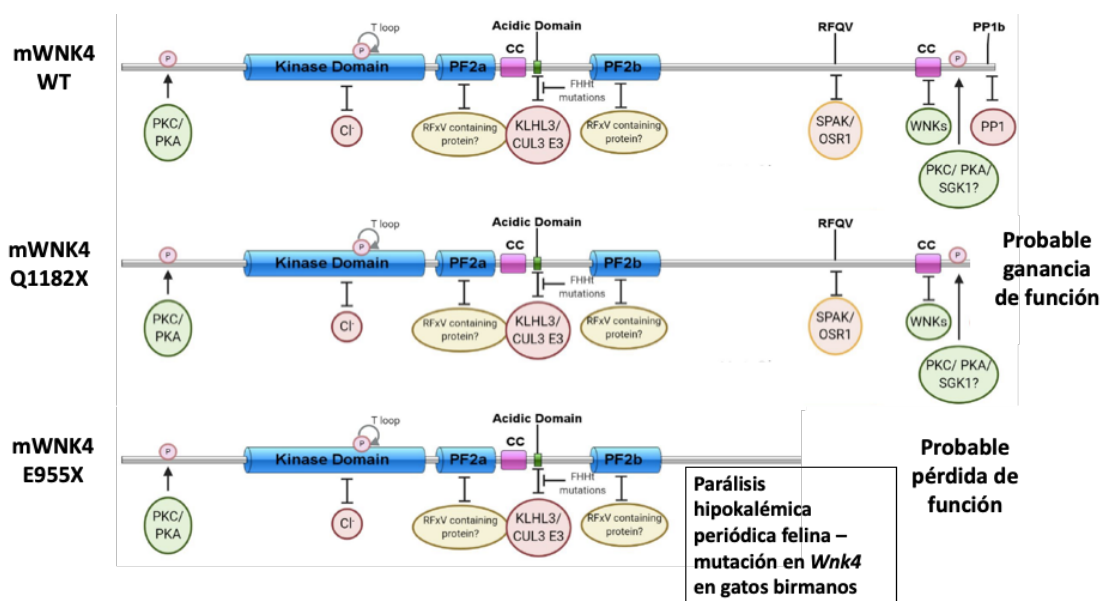 mWNK4
WT
T loop
P
P
Kinase Domain
PF2a
CC
Acidic Domain
PF2b
RFQV
CC
P
PP1b
FHHt
mutations
PKC/
PKA
Cl-
RFxV containing
protein?
KLHL3/
CUL3 E3
RFxV containing
protein?
SPAK/
OSR1
WNKs
PP1
PKC/ PKA/
SGK1?
mWNK4
Q1182X
T loop
P
P
Kinase Domain
PF2a
CC
Acidic Domain
PF2b
RFQV
CC
P
FHHt
mutations
PKC/
PKA
Cl-
RFxV containing
protein?
KLHL3/
CUL3 E3
RFxV containing
protein?
SPAK/
OSR1
WNKs
PKC/ PKA/
SGK1?
Probable
ganancia
de función
mWNK4
E955X
T loop
P
P
Kinase Domain
PF2a
CC
Acidic Domain
PF2b
FHHt
mutations
PKC/
PKA
Cl-
RFxV containing
protein?
KLHL3/
CUL3 E3
RFxV containing
protein?
Parálisis
hipokalémica
periódica felina –
mutación en Wnk4
en gatos birmanos
Probable
pérdida de
función